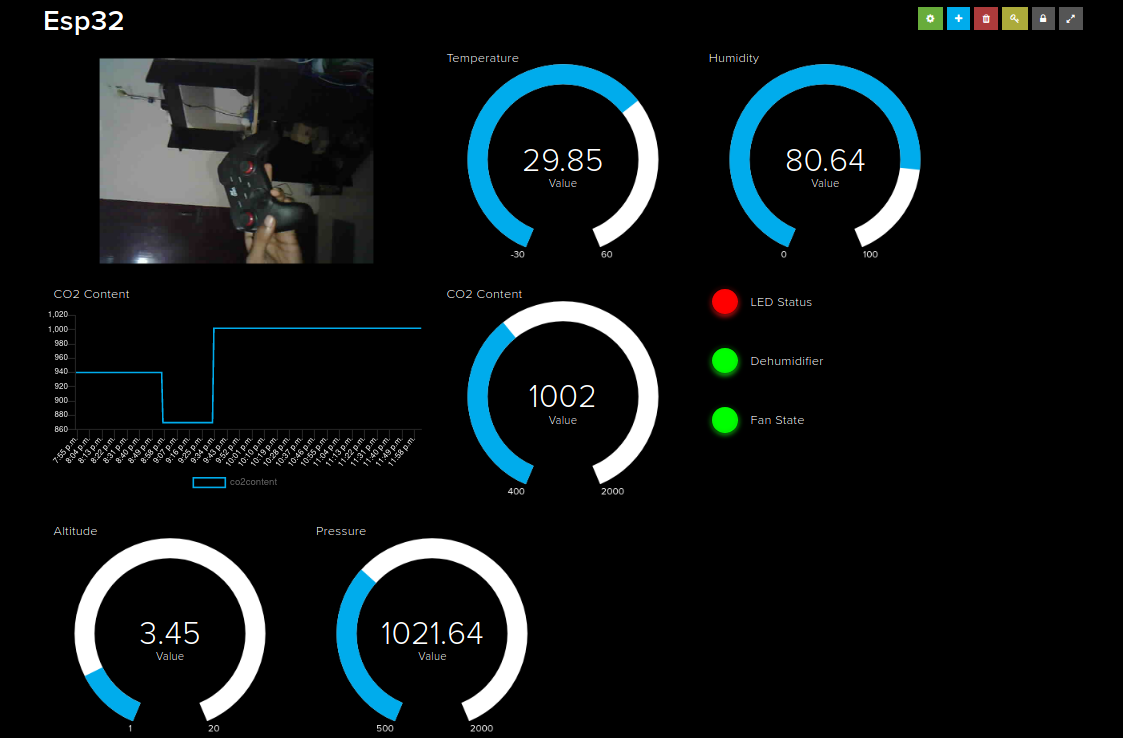 Esp32
Temperature
29.85
Value
-30
60
Humidity
80.64
Value
0
100
CO2 Content
1,020
1,000
980
960
940
920
900
880
860
7:55 p.m.
8:04 p.m.
8:13 p.m.
8:22 p.m.
8:31 p.m.
8:40 p.m.
8:49 p.m.
8:58 p.m.
9:07 p.m.
9:16 p.m.
9:25 p.m.
9:34 p.m.
9:43 p.m.
9:52 p.m.
10:01 p.m.
10:10 p.m.
10:19 p.m.
10:28 p.m.
10:37 p.m.
10:46 p.m.
10:55 p.m.
11:04 p.m.
11:13 p.m.
11:22 p.m.
11:31 p.m.
11:40 p.m.
11:49 p.m.
11:58 p.m.
co2content
CO2 Content
1002
Value
400
2000
LED Status
Dehumidifier
Fan State
Altitude
3.45
Value
1
20
Pressure
1021.64
Value
500
2000